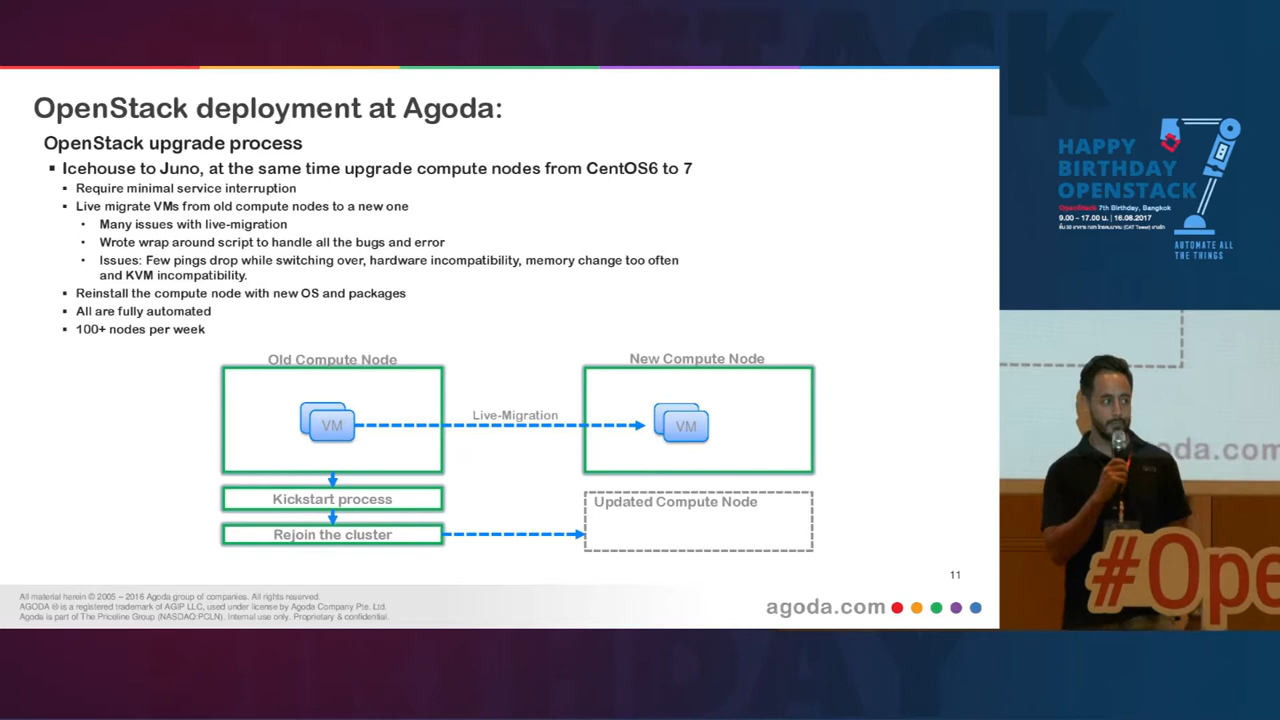 OpenStack deployment at Agoda:
OpenStack upgrade process
▪ Icehouse to Juno, at the same time upgrade compute nodes from CentOS6 to 7
▪ Require minimal service interruption
▪ Live migrate VMs from old compute nodes to a new one
• Many issues with live-migration
• Wrote wrap around script to handle all the bugs and error
• Issues: Few pings drop while switching over, hardware incompatibility, memory change too often
and KVM incompatibility.
▪ Reinstall the compute node with new OS and packages
▪ All are fully automated
▪ 100+ nodes per week
Old Compute Node
New Compute Node
VM
Live-Migration
VM
Kickstart process
Updated Compute Node
Rejoin the cluster
11
All material herein © 2005 – 2016 Agoda group of companies. All rights reserved.
AGODA ® is a registered trademark of AGIP LLC, used under license by Agoda Company Pte. Ltd.
Agoda is part of The Priceline Group (NASDAQ:PCLN). Internal use only. Proprietary & confidential.
agoda.com
HAPPY
BIRTHDAY
OPENSTACK
OpenStack 7th Birthday, Bangkok
9.00 - 17.00 น. | 16.08.2017
AUTOMATE ALL
THE THINGS
oda.com
#Ope